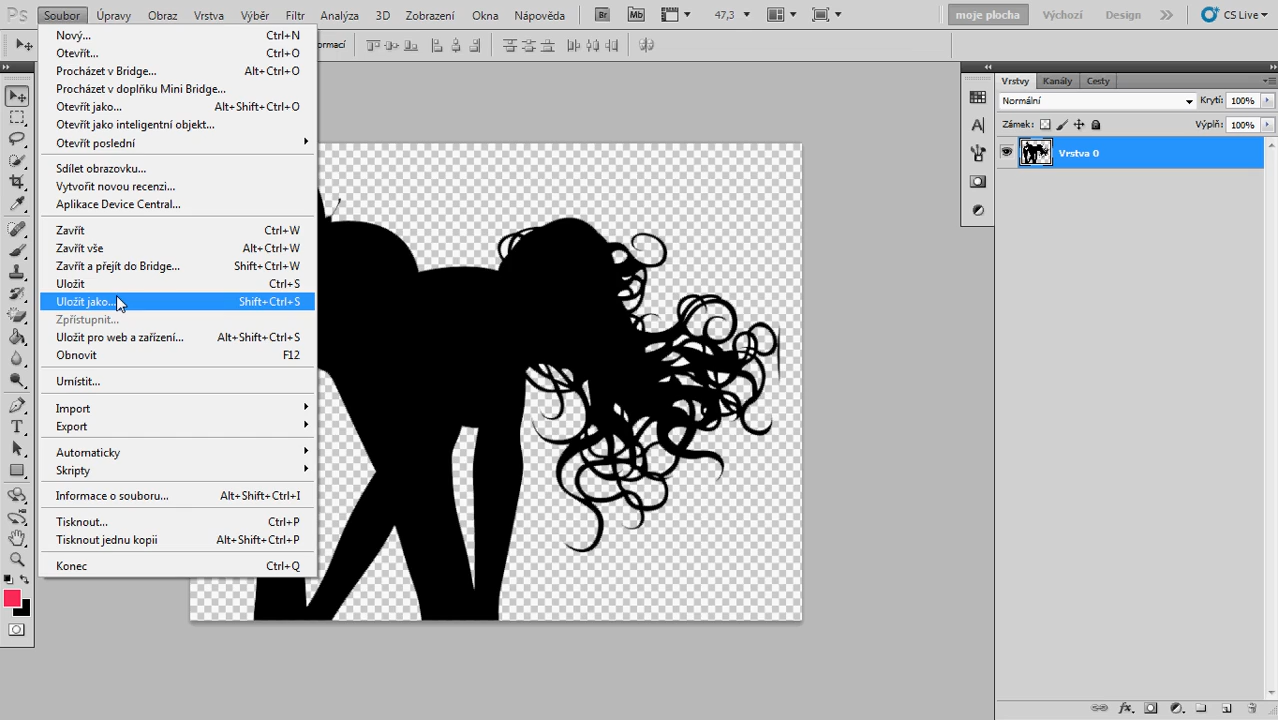 Ps Soubor Úpravy Obraz Vrstva Výběr Filtr Analýza 3D Zobrazení Okna Nápověda Br Mb 47,3 moje plocha Výchozí Design CS Live
Nový... Ctrl+N
Otevřít... Ctrl+O
Procházet v Bridge... Alt+Ctrl+O
Procházet v doplňku Mini Bridge...
Otevřít jako... Alt+Shift+Ctrl+O
Otevřít jako inteligentní objekt...
Otevřít poslední
Sdílet obrazovku...
Vytvořit novou recenzi...
Aplikace Device Central...
Zavřít Ctrl+W
Zavřít vše Alt+Ctrl+W
Zavřít a přejít do Bridge... Shift+Ctrl+W
Uložit Ctrl+S
Uložit jako... Shift+Ctrl+S
Zpřístupnit...
Uložit pro web a zařízení... Alt+Shift+Ctrl+S
Obnovit F12
Umístit...
Import
Export
Automaticky
Skripty
Informace o souboru... Alt+Shift+Ctrl+I
Tisknout... Ctrl+P
Tisknout jednu kopii Alt+Shift+Ctrl+P
Konec Ctrl+Q
Vrstvy Kanály Cesty
Normální Krytí: 100%
Zámek: Výplň: 100%
Vrstva 0